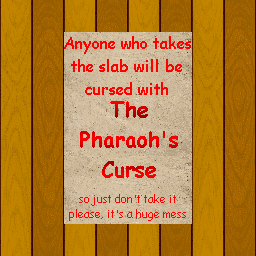 Anyone who takes
the slab will be
cursed with
The
Pharaoh's
Curse
so just don't take it
please, it's a huge mess